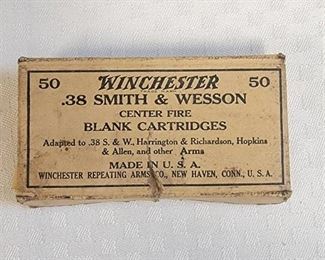 50 WINCHESTER 50
.38 SMITH & WESSON
CENTER FIRE
BLANK CARTRIDGES
Adapted to .38 S. & W., Harrington & Richardson, Hopkins
& Allen, and other Arms
MADE IN U. S. A.
WINCHESTER REPEATING ARMS CO., NEW HAVEN, CONN., U. S. A.